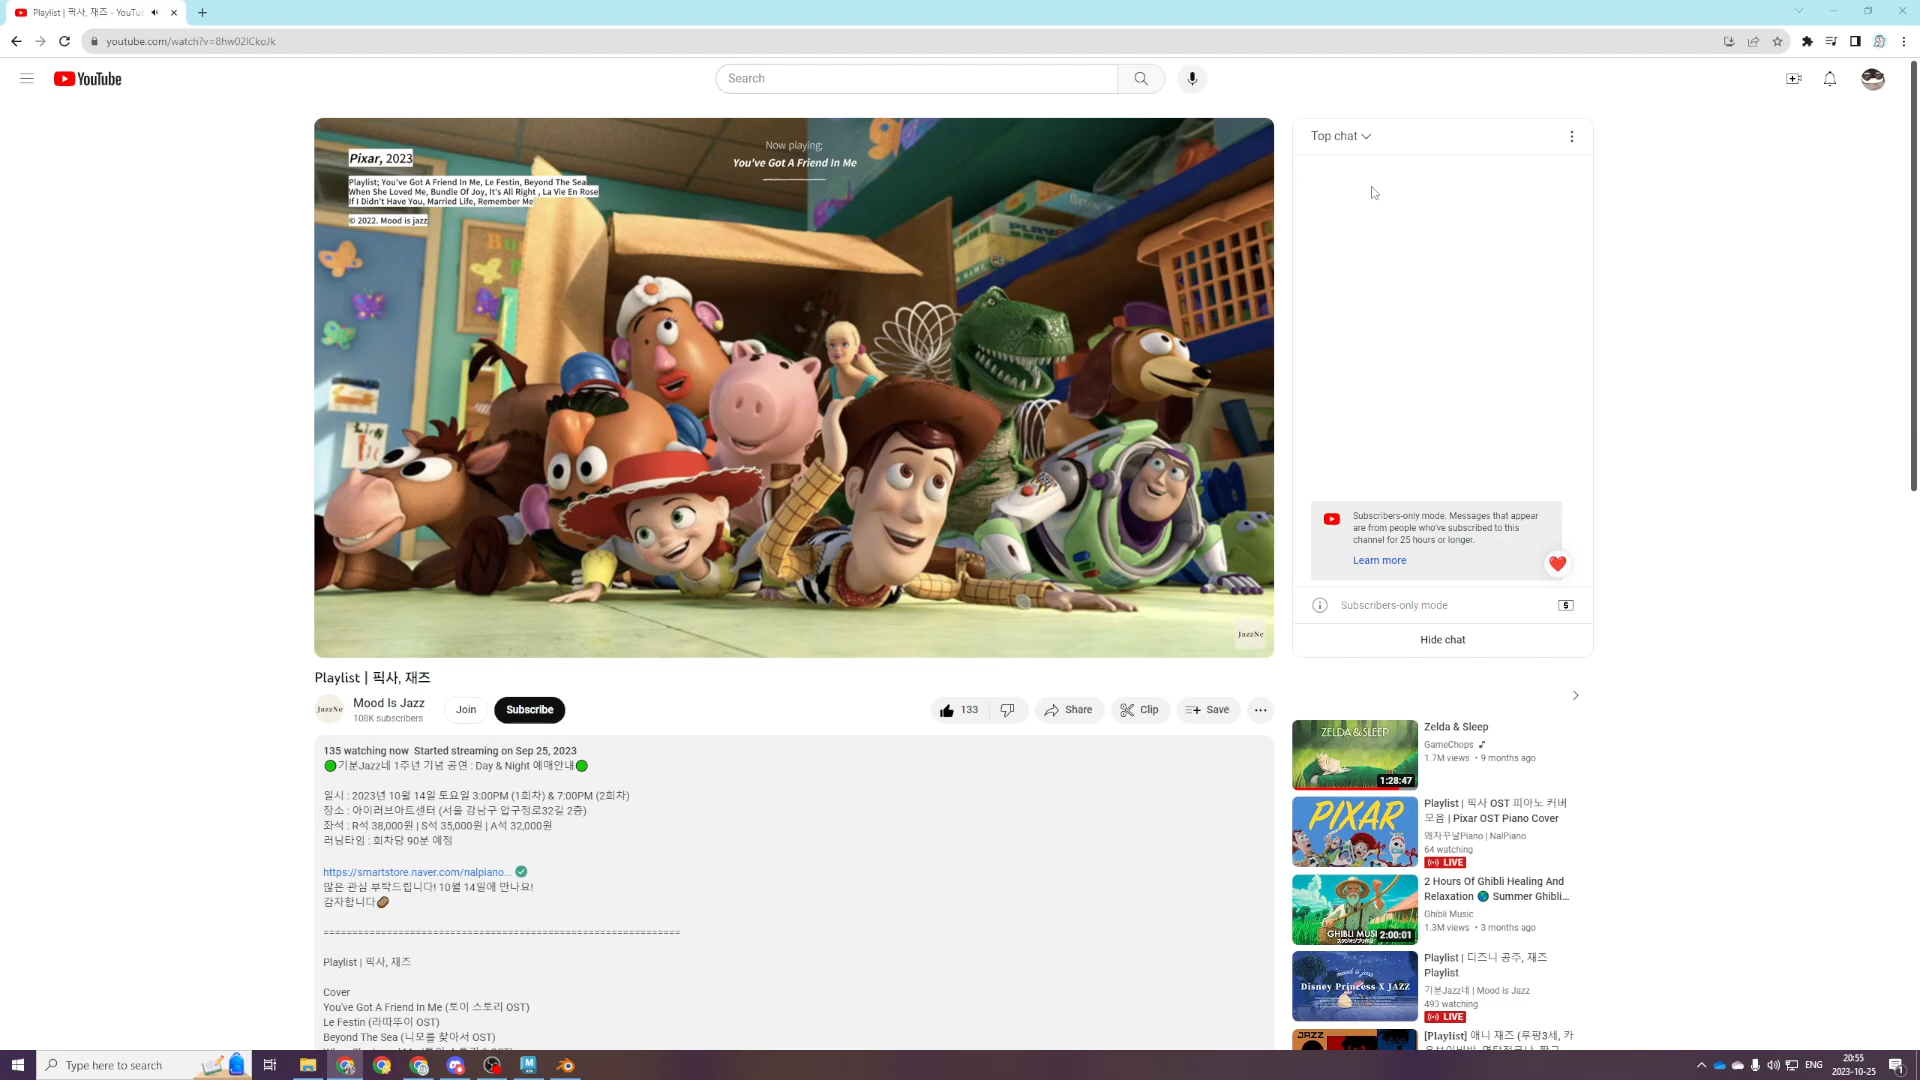 Playlist | 픽사, 재즈 - YouTu
youtube.com/watch?v=8hw02ICkoJk
YouTube
Search
Pixar, 2023
Playlist; You've Got A Friend In Me, Le Festin, Beyond The Sea
When She Loved Me, Bundle Of Joy, It's All Right , La Vie En Rose
If I Didn't Have You, Married Life, Remember Me
© 2022. Mood is jazz
Now playing;
You've Got A Friend In Me
JazzNe
Top chat
Subscribers-only mode. Messages that appear
are from people who've subscribed to this
channel for 25 hours or longer.
Learn more
Subscribers-only mode
Hide chat
Playlist | 픽사, 재즈
JazzNe
Mood Is Jazz
108K subscribers
Join
Subscribe
133
Share
Clip
Save
135 watching now Started streaming on Sep 25, 2023
기분Jazz네 1주년 기념 공연 : Day & Night 예매안내
일시 : 2023년 10월 14일 토요일 3:00PM (1회차) & 7:00PM (2회차)
장소 : 아이러브아트센터 (서울 강남구 압구정로32길 2층)
좌석 : R석 38,000원 | S석 35,000원 | A석 32,000원
러닝타임 : 회차당 90분 예정
https://smartstore.naver.com/nalpiano...
많은 관심 부탁드립니다! 10월 14일에 만나요!
감자합니다🥔
==============================================================
Playlist | 픽사, 재즈
Cover
You've Got A Friend In Me (토이 스토리 OST)
Le Festin (라따뚜이 OST)
Beyond The Sea (니모를 찾아서 OST)
ZELDA & SLEEP
1:28:47
Zelda & Sleep
GameChops
1.7M views • 9 months ago
PIXAR
Playlist | 픽사 OST 피아노 커버
모음 | Pixar OST Piano Cover
왜자꾸날Piano | NalPiano
64 watching
LIVE
GHIBLI MUSI
2:00:01
2 Hours Of Ghibli Healing And
Relaxation 🌎 Summer Ghibli...
Ghibli Music
1.3M views • 3 months ago
mood is jazz
Disney Princess X JAZZ
Playlist | 디즈니 공주, 재즈
Playlist
기분Jazz네 | Mood is Jazz
493 watching
LIVE
JAZZ
[Playlist] 애니 재즈 (루팡3세, 카
Type here to search
ENG
20:55
2023-10-25